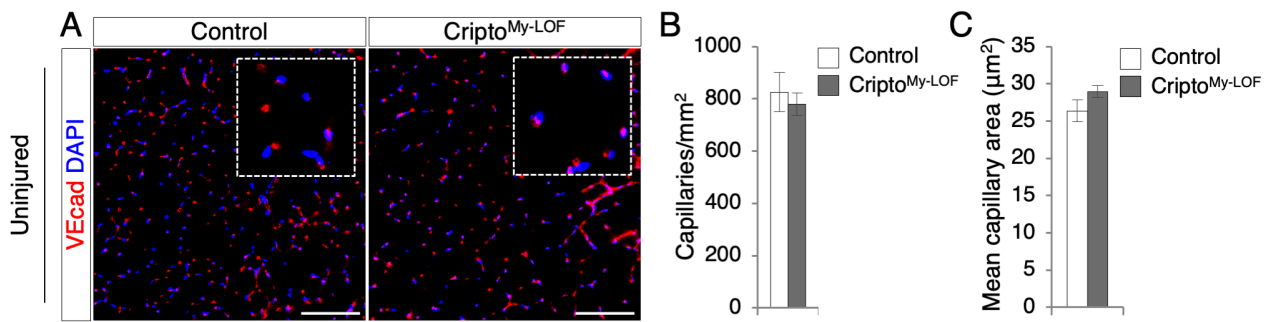 A
Control
Cripto^My-LOF
Uninjured
VEcad DAPI
B
Capillaries/mm²
1000
800
600
400
200
0
Control
Cripto^My-LOF
C
Mean capillary area (µm²)
35
30
25
20
15
10
5
0
Control
Cripto^My-LOF